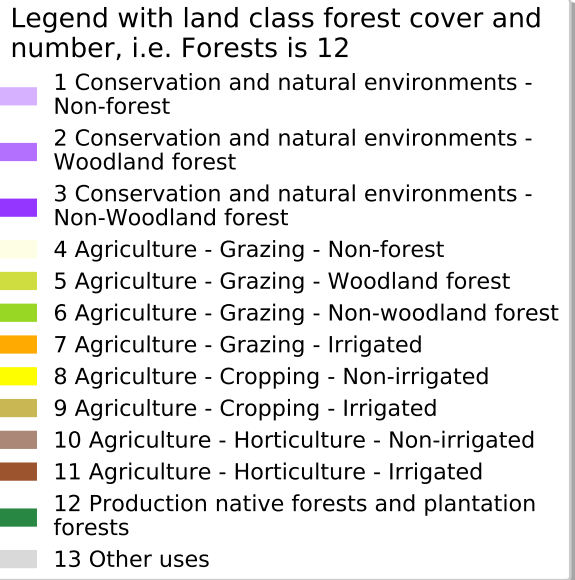 Legend with land class forest cover and
number, i.e. Forests is 12
1 Conservation and natural environments -
Non-forest
2 Conservation and natural environments -
Woodland forest
3 Conservation and natural environments -
Non-Woodland forest
4 Agriculture - Grazing - Non-forest
5 Agriculture - Grazing - Woodland forest
6 Agriculture - Grazing - Non-woodland forest
7 Agriculture - Grazing - Irrigated
8 Agriculture - Cropping - Non-irrigated
9 Agriculture - Cropping - Irrigated
10 Agriculture - Horticulture - Non-irrigated
11 Agriculture - Horticulture - Irrigated
12 Production native forests and plantation
forests
13 Other uses